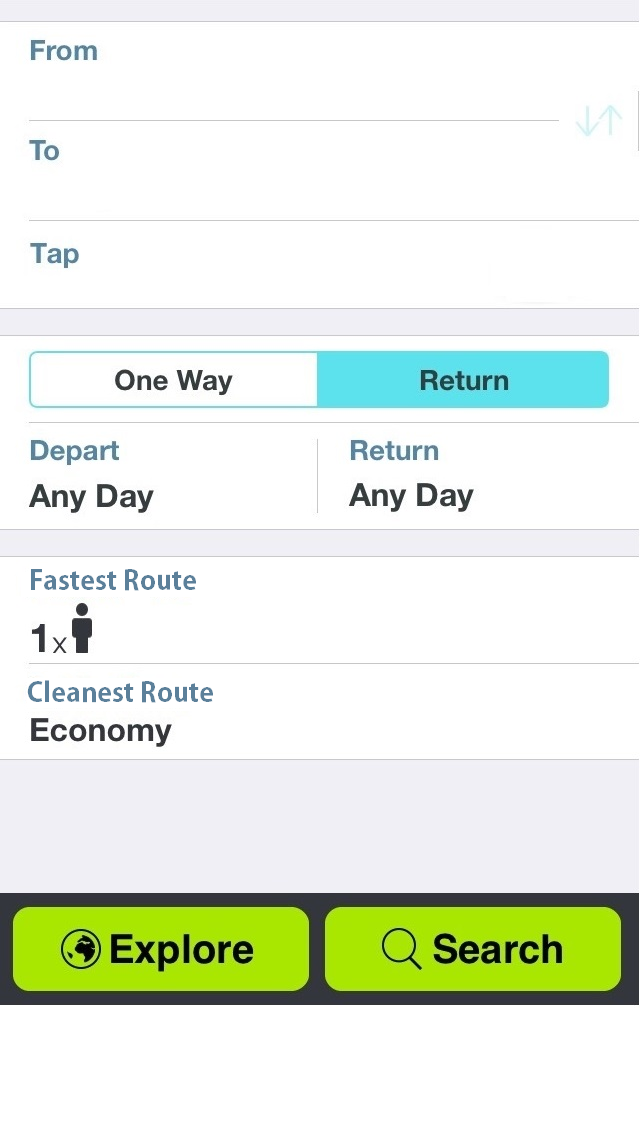 From
To
Tap
One Way Return
Depart Return
Any Day Any Day
Fastest Route
1x
Cleanest Route
Economy
Explore Search